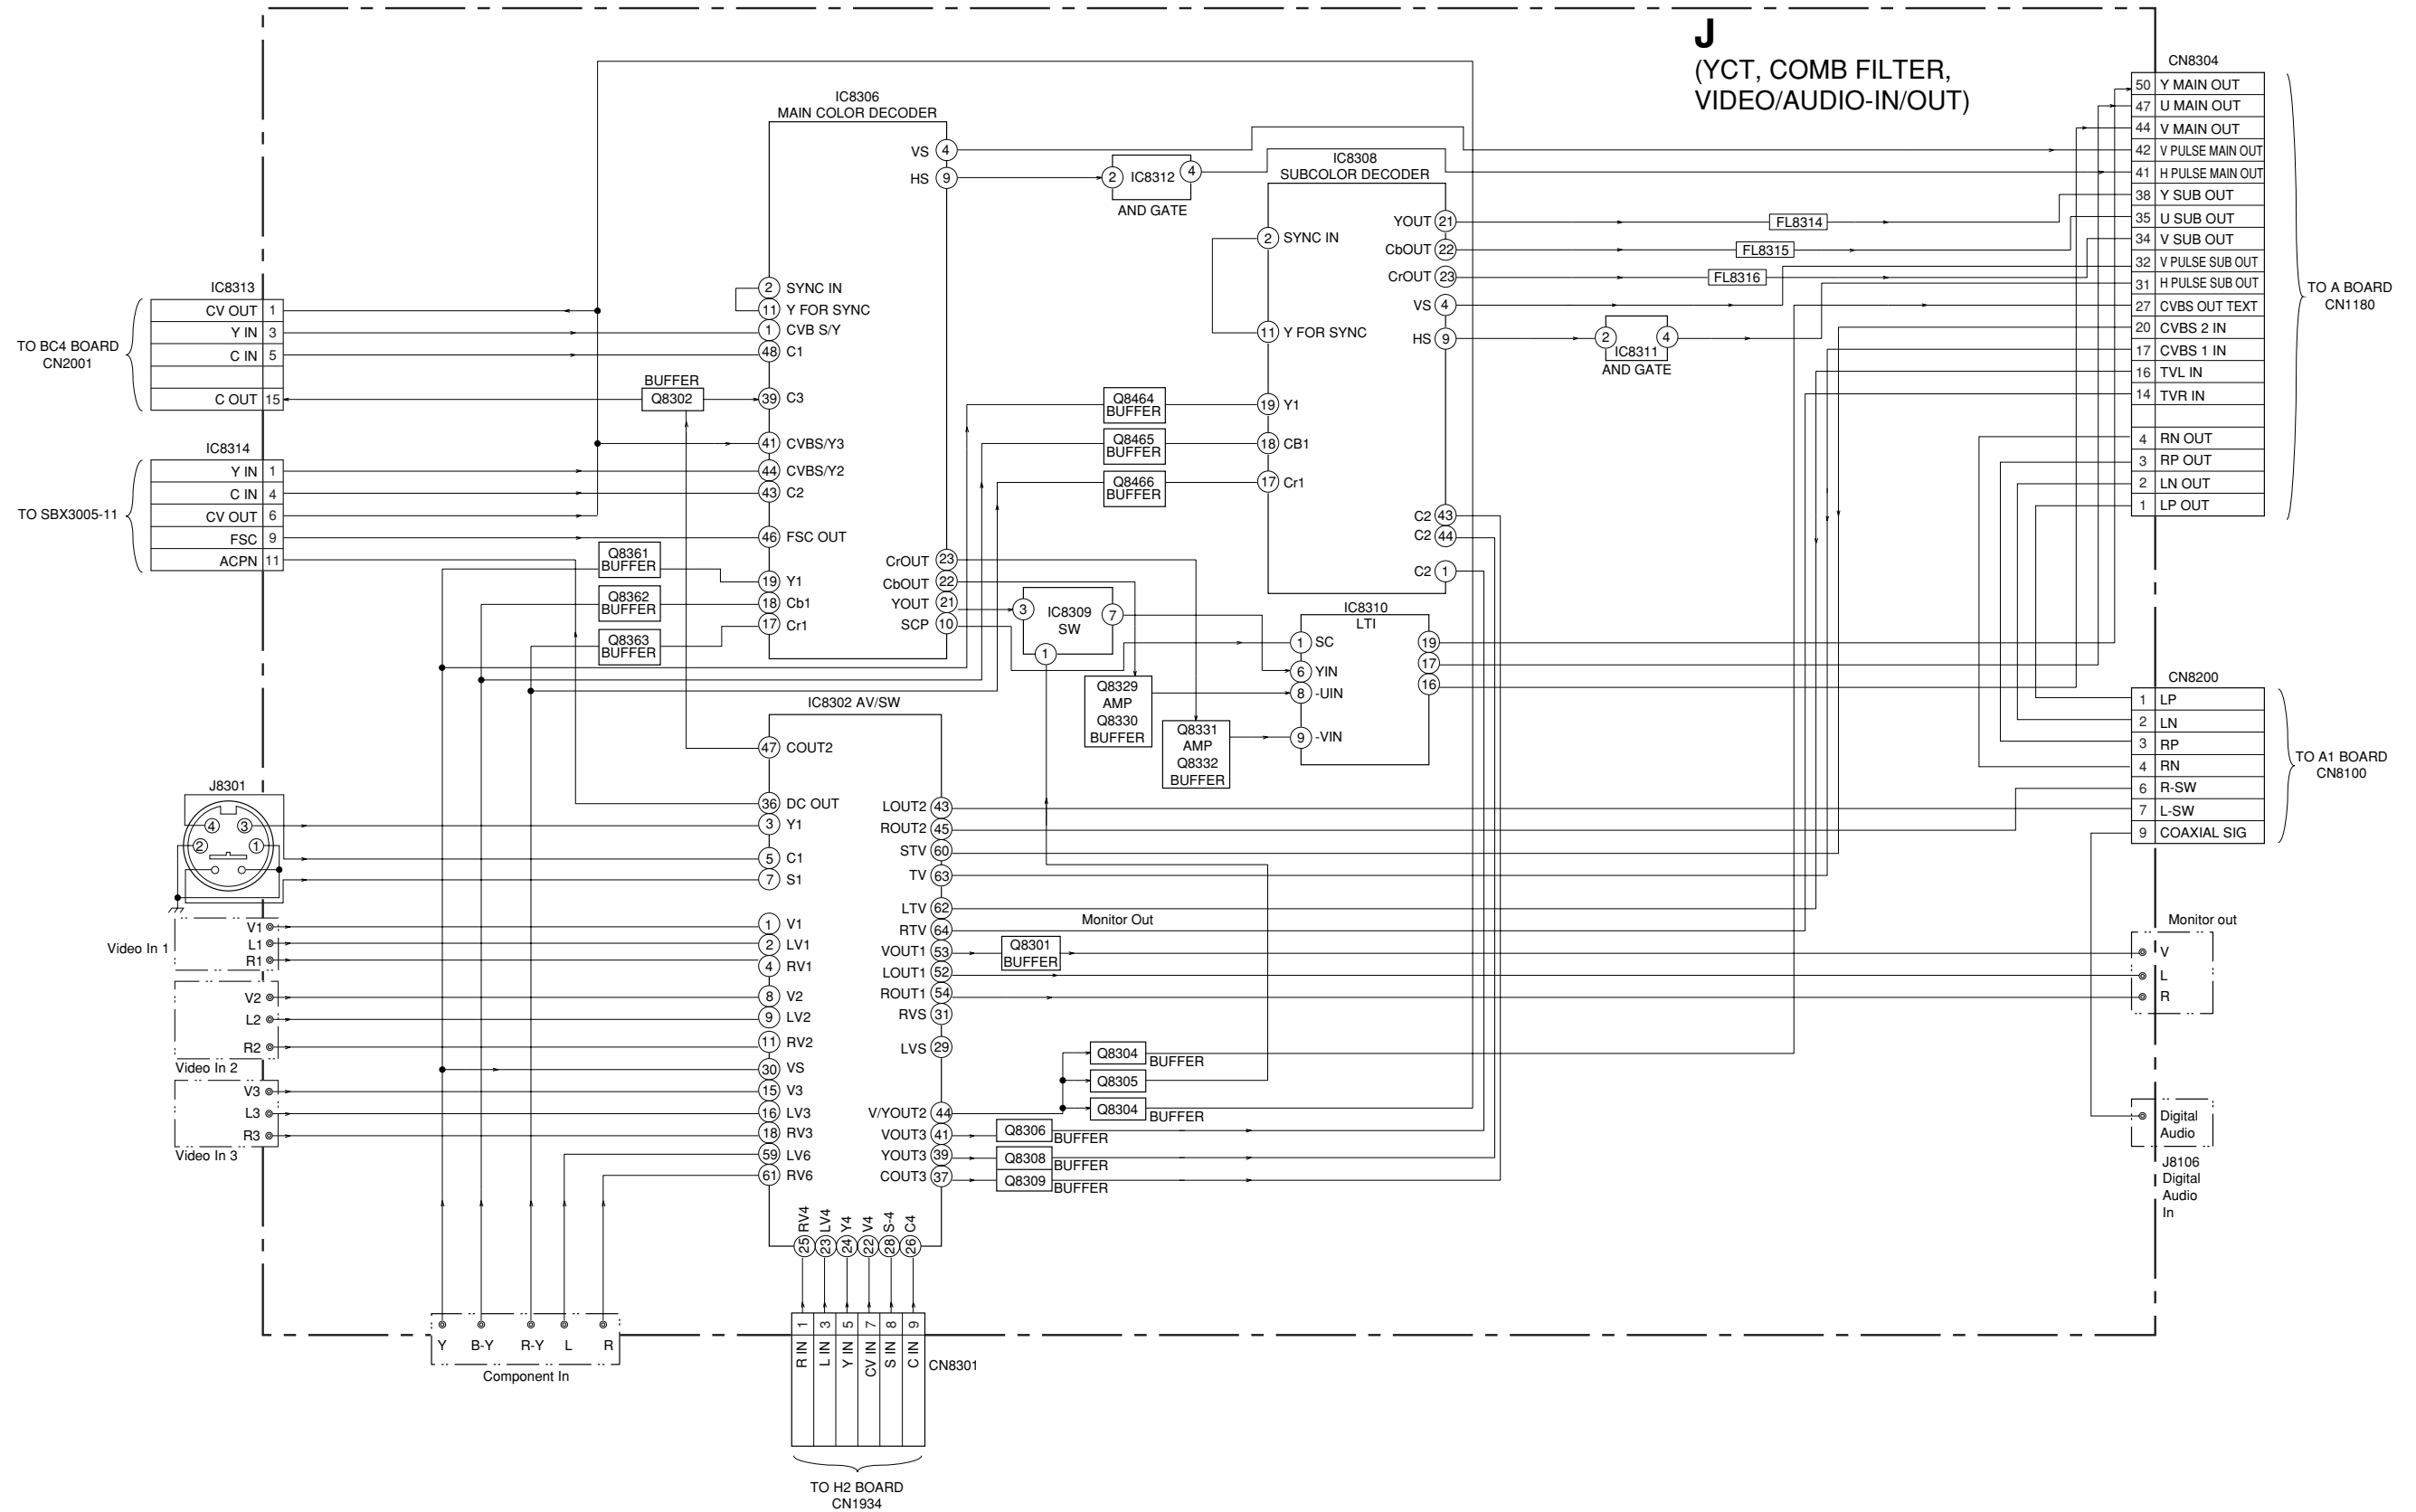 J
(YCT, COMB FILTER,
VIDEO/AUDIO-IN/OUT)
IC8306
MAIN COLOR DECODER
VS 4
HS 9
2 SYNC IN
11 Y FOR SYNC
1 CVB S/Y
48 C1
39 C3
41 CVBS/Y3
44 CVBS/Y2
43 C2
46 FSC OUT
19 Y1
18 Cb1
17 Cr1
CrOUT 23
CbOUT 22
YOUT 21
SCP 10
2 IC8312 4
AND GATE
IC8308
SUBCOLOR DECODER
2 SYNC IN
11 Y FOR SYNC
19 Y1
18 CB1
17 Cr1
YOUT 21
CbOUT 22
CrOUT 23
VS 4
HS 9
C2 43
C2 44
C2 1
FL8314
FL8315
FL8316
2 IC8311 4
AND GATE
Q8464
BUFFER
Q8465
BUFFER
Q8466
BUFFER
IC8313
CV OUT 1
Y IN 3
C IN 5
C OUT 15
TO BC4 BOARD
CN2001
IC8314
Y IN 1
C IN 4
CV OUT 6
FSC 9
ACPN 11
TO SBX3005-11
BUFFER
Q8302
Q8361
BUFFER
Q8362
BUFFER
Q8363
BUFFER
3 IC8309 7
SW
1
IC8310
LTI
1 SC
6 YIN
8 -UIN
9 -VIN
19
17
16
Q8329
AMP
Q8330
BUFFER
Q8331
AMP
Q8332
BUFFER
IC8302 AV/SW
47 COUT2
36 DC OUT
3 Y1
5 C1
7 S1
1 V1
2 LV1
4 RV1
8 V2
9 LV2
11 RV2
30 VS
15 V3
16 LV3
18 RV3
59 LV6
61 RV6
LOUT2 43
ROUT2 45
STV 60
TV 63
LTV 62
RTV 64
VOUT1 53
LOUT1 52
ROUT1 54
RVS 31
LVS 29
V/YOUT2 44
VOUT3 41
YOUT3 39
COUT3 37
25 RV4
23 LV4
24 Y4
22 V4
28 S-4
26 C4
Monitor Out
Q8301
BUFFER
Q8304 BUFFER
Q8305
Q8304 BUFFER
Q8306 BUFFER
Q8308 BUFFER
Q8309 BUFFER
J8301
4 3
2 1
Video In 1
V1
L1
R1
V2
L2
R2
Video In 2
V3
L3
R3
Video In 3
Y B-Y R-Y L R
Component In
R IN 1
L IN 3
Y IN 5
CV IN 7
S IN 8
C IN 9
CN8301
TO H2 BOARD
CN1934
CN8304
50 Y MAIN OUT
47 U MAIN OUT
44 V MAIN OUT
42 V PULSE MAIN OUT
41 H PULSE MAIN OUT
38 Y SUB OUT
35 U SUB OUT
34 V SUB OUT
32 V PULSE SUB OUT
31 H PULSE SUB OUT
27 CVBS OUT TEXT
20 CVBS 2 IN
17 CVBS 1 IN
16 TVL IN
14 TVR IN
4 RN OUT
3 RP OUT
2 LN OUT
1 LP OUT
TO A BOARD
CN1180
CN8200
1 LP
2 LN
3 RP
4 RN
6 R-SW
7 L-SW
9 COAXIAL SIG
TO A1 BOARD
CN8100
Monitor out
V
L
R
Digital
Audio
J8106
Digital
Audio
In